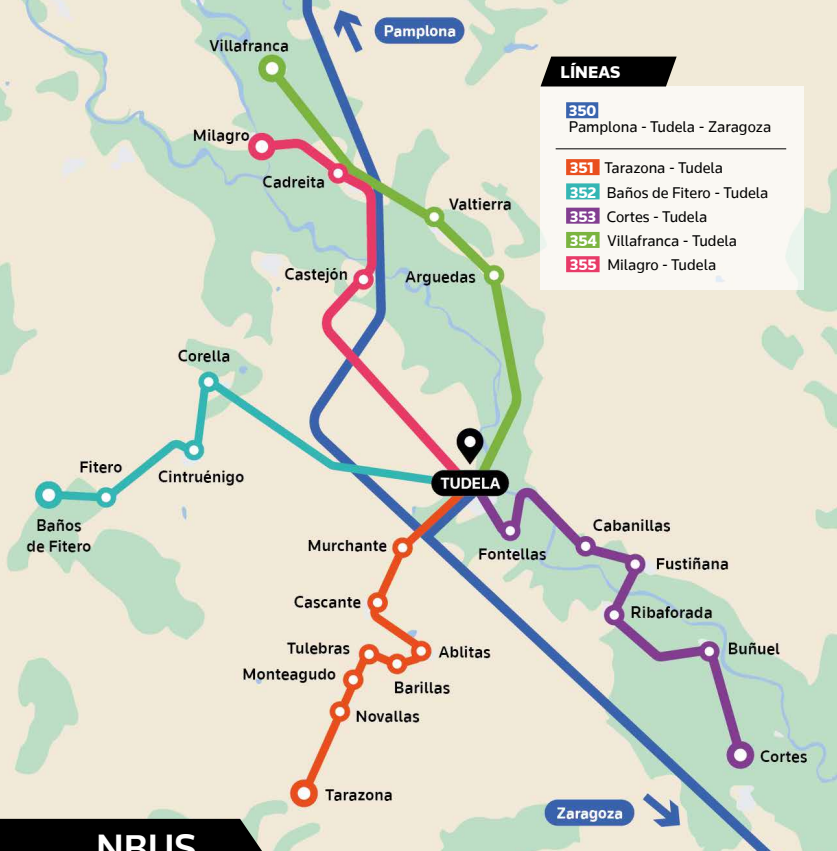 Pamplona
Villafranca
LÍNEAS
350
Pamplona - Tudela - Zaragoza
351 Tarazona - Tudela
352 Baños de Fitero - Tudela
353 Cortes - Tudela
354 Villafranca - Tudela
355 Milagro - Tudela
Milagro
Cadreita
Valtierra
Castejón
Arguedas
Corella
Fitero
Cintruénigo
Baños
de Fitero
TUDELA
Murchante
Fontellas
Cabanillas
Fustiñana
Cascante
Ribaforada
Tulebras
Ablitas
Buñuel
Monteagudo
Barillas
Novallas
Cortes
Tarazona
Zaragoza
NBUS